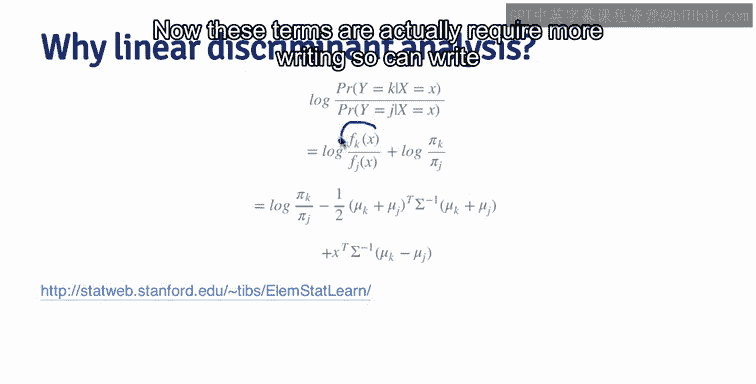 Now these terms are actually require more
writing so can write
Why linear discriminant analysis?
log Pr(Y = k|X = x) / Pr(Y = j|X = x)
= log f_k(x) / f_j(x) + log π_k / π_j
= log π_k / π_j − 1/2 (μ_k + μ_j)^T Σ^−1 (μ_k + μ_j)
+x^T Σ^−1 (μ_k − μ_j)
http://statweb.stanford.edu/~tibs/ElemStatLearn/